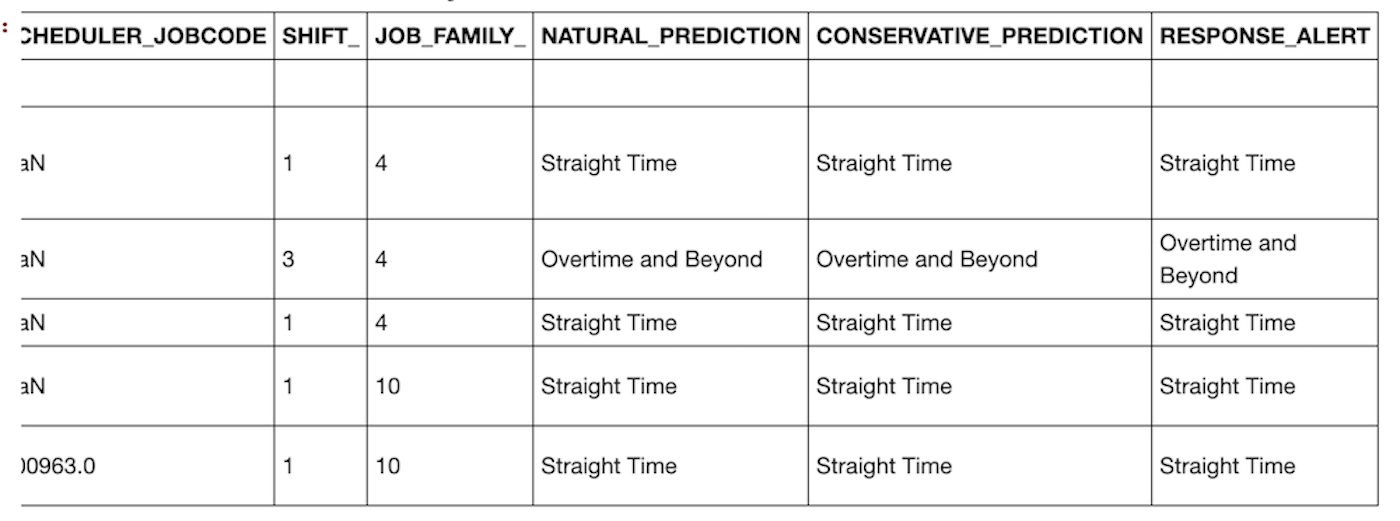 CHEDULER_JOBCODE SHIFT_ JOB_FAMILY_ NATURAL_PREDICTION CONSERVATIVE_PREDICTION RESPONSE_ALERT
aN 1 4 Straight Time Straight Time Straight Time
aN 3 4 Overtime and Beyond Overtime and Beyond Overtime and
Beyond
aN 1 4 Straight Time Straight Time Straight Time
aN 1 10 Straight Time Straight Time Straight Time
00963.0 1 10 Straight Time Straight Time Straight Time